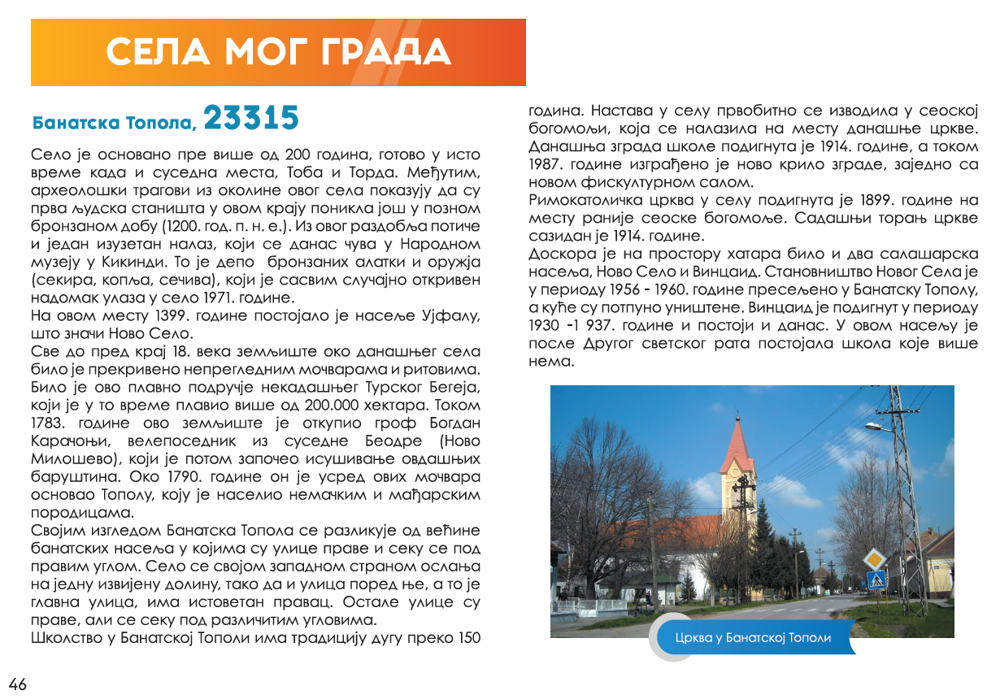 СЕЛА МОГ ГРАДА
Банатска Топола, 23315
Село је основано пре више од 200 година, готово у исто
време када и суседна места, Тоба и Торда. Међутим,
археолошки трагови из околине овог села показују да су
прва људска станишта у овом крају поникла још у позном
бронзаном добу (1200. год. п. н. е.). Из овог раздобља потиче
и један изузетан налаз, који се данас чува у Народном
музеју у Кикинди. То је депо  бронзаних алатки и оружја
(секира, копља, сечива), који је сасвим случајно откривен
надомак улаза у село 1971. године.
На овом месту 1399. године постојало је насеље Ујфалу,
што значи Ново Село.
Све до пред крај 18. века земљиште око данашњег села
било је прекривено непрегледним мочварама и ритовима.
Било је ово плавно подручје некадашњег Турског Бегеја,
који је у то време плавио више од 200.000 хектара. Током
1783. године ово земљиште је откупио гроф Богдан
Карачоњи, велепоседник из суседне Беодре (Ново
Милошево), који је потом започео исушивање овдашњих
баруштина. Око 1790. године он је усред ових мочвара
основао Тополу, коју је населио немачким и мађарским
породицама.
Својим изгледом Банатска Топола се разликује од већине
банатских насеља у којима су улице праве и секу се под
правим углом. Село се својом западном страном ослања
на једну извијену долину, тако да и улица поред ње, а то је
главна улица, има истоветан правац. Остале улице су
праве, али се секу под различитим угловима.
Школство у Банатској Тополи има традицију дугу преко 150
година. Настава у селу првобитно се изводила у сеоској
богомољи, која се налазила на месту данашње цркве.
Данашња зграда школе подигнута је 1914. године, а током
1987. године изграђено је ново крило зграде, заједно са
новом фискултурном салом.
Римокатоличка црква у селу подигнута је 1899. године на
месту раније сеоске богомоље. Садашњи торањ цркве
сазидан је 1914. године.
Доскора је на простору хатара било и два салашарска
насеља, Ново Село и Винцаид. Становништво Новог Села је
у периоду 1956 - 1960. године пресељено у Банатску Тополу,
а куће су потпуно уништене. Винцаид је подигнут у периоду
1930 -1 937. године и постоји и данас. У овом насељу је
после Другог светског рата постојала школа које више
нема.
Црква у Банатској Тополи
46